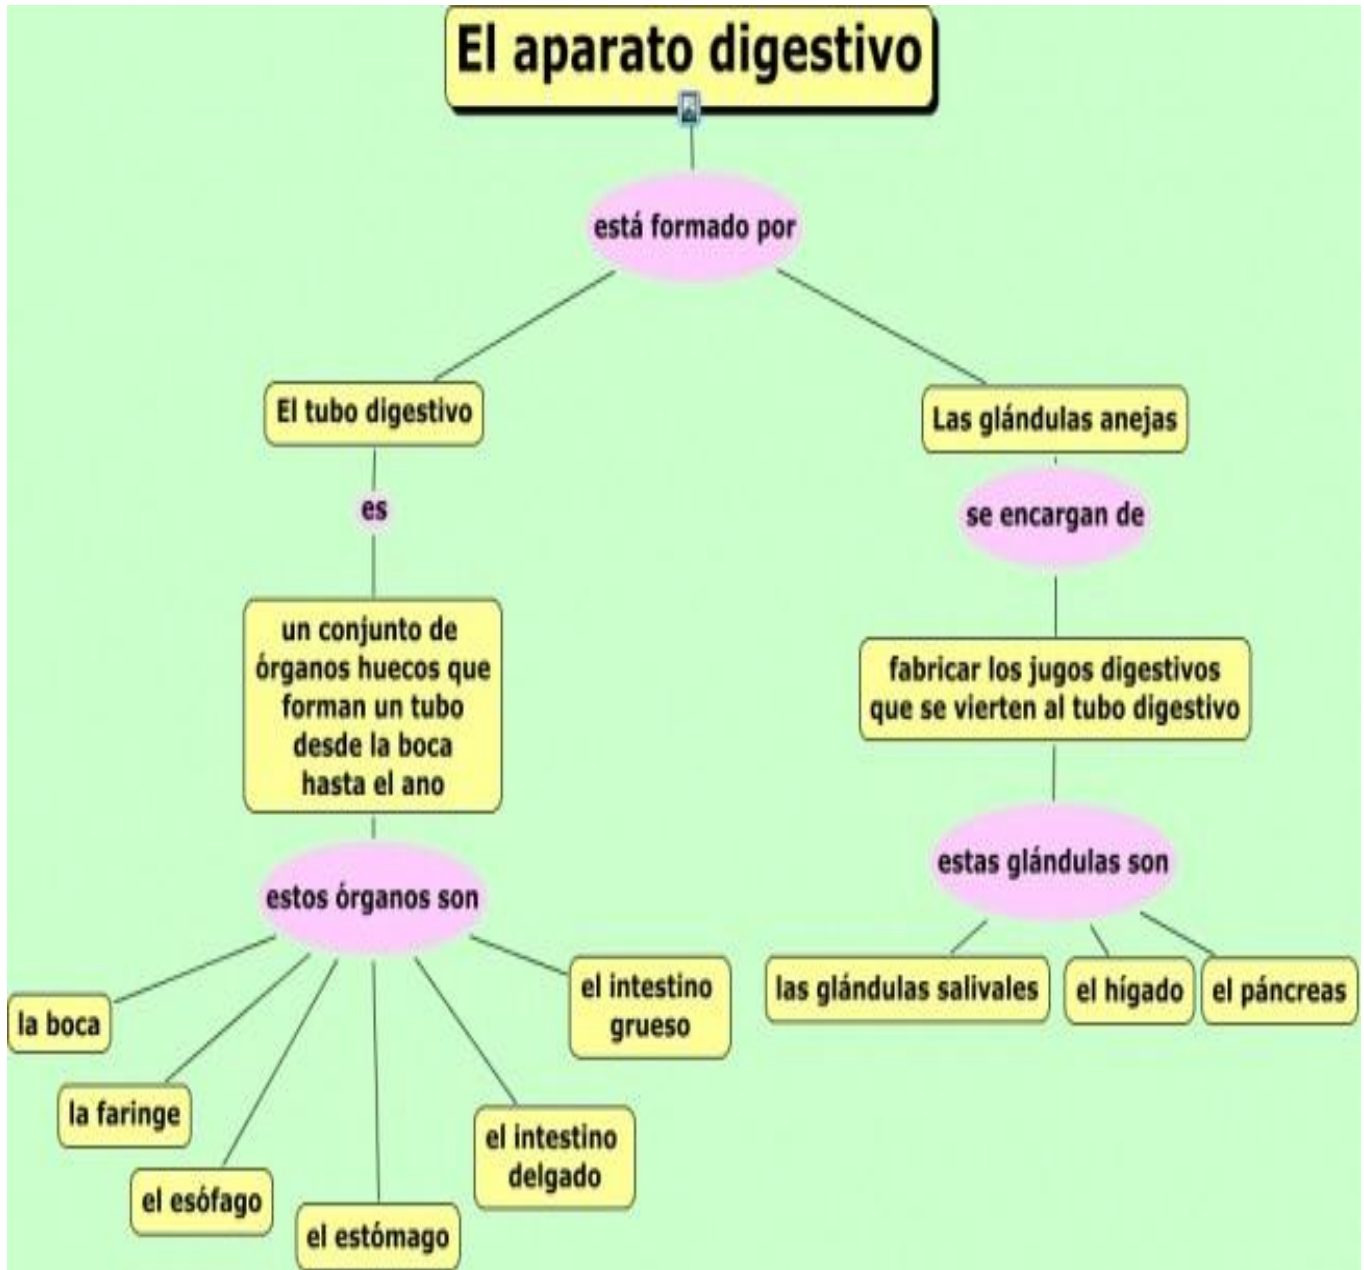 El aparato digestivo
está formado por
El tubo digestivo
es
un conjunto de
órganos huecos que
forman un tubo
desde la boca
hasta el ano
estos órganos son
la boca
la faringe
el esófago
el estómago
el intestino
delgado
el intestino
grueso
Las glándulas anejas
se encargan de
fabricar los jugos digestivos
que se vierten al tubo digestivo
estas glándulas son
las glándulas salivales
el hígado
el páncreas